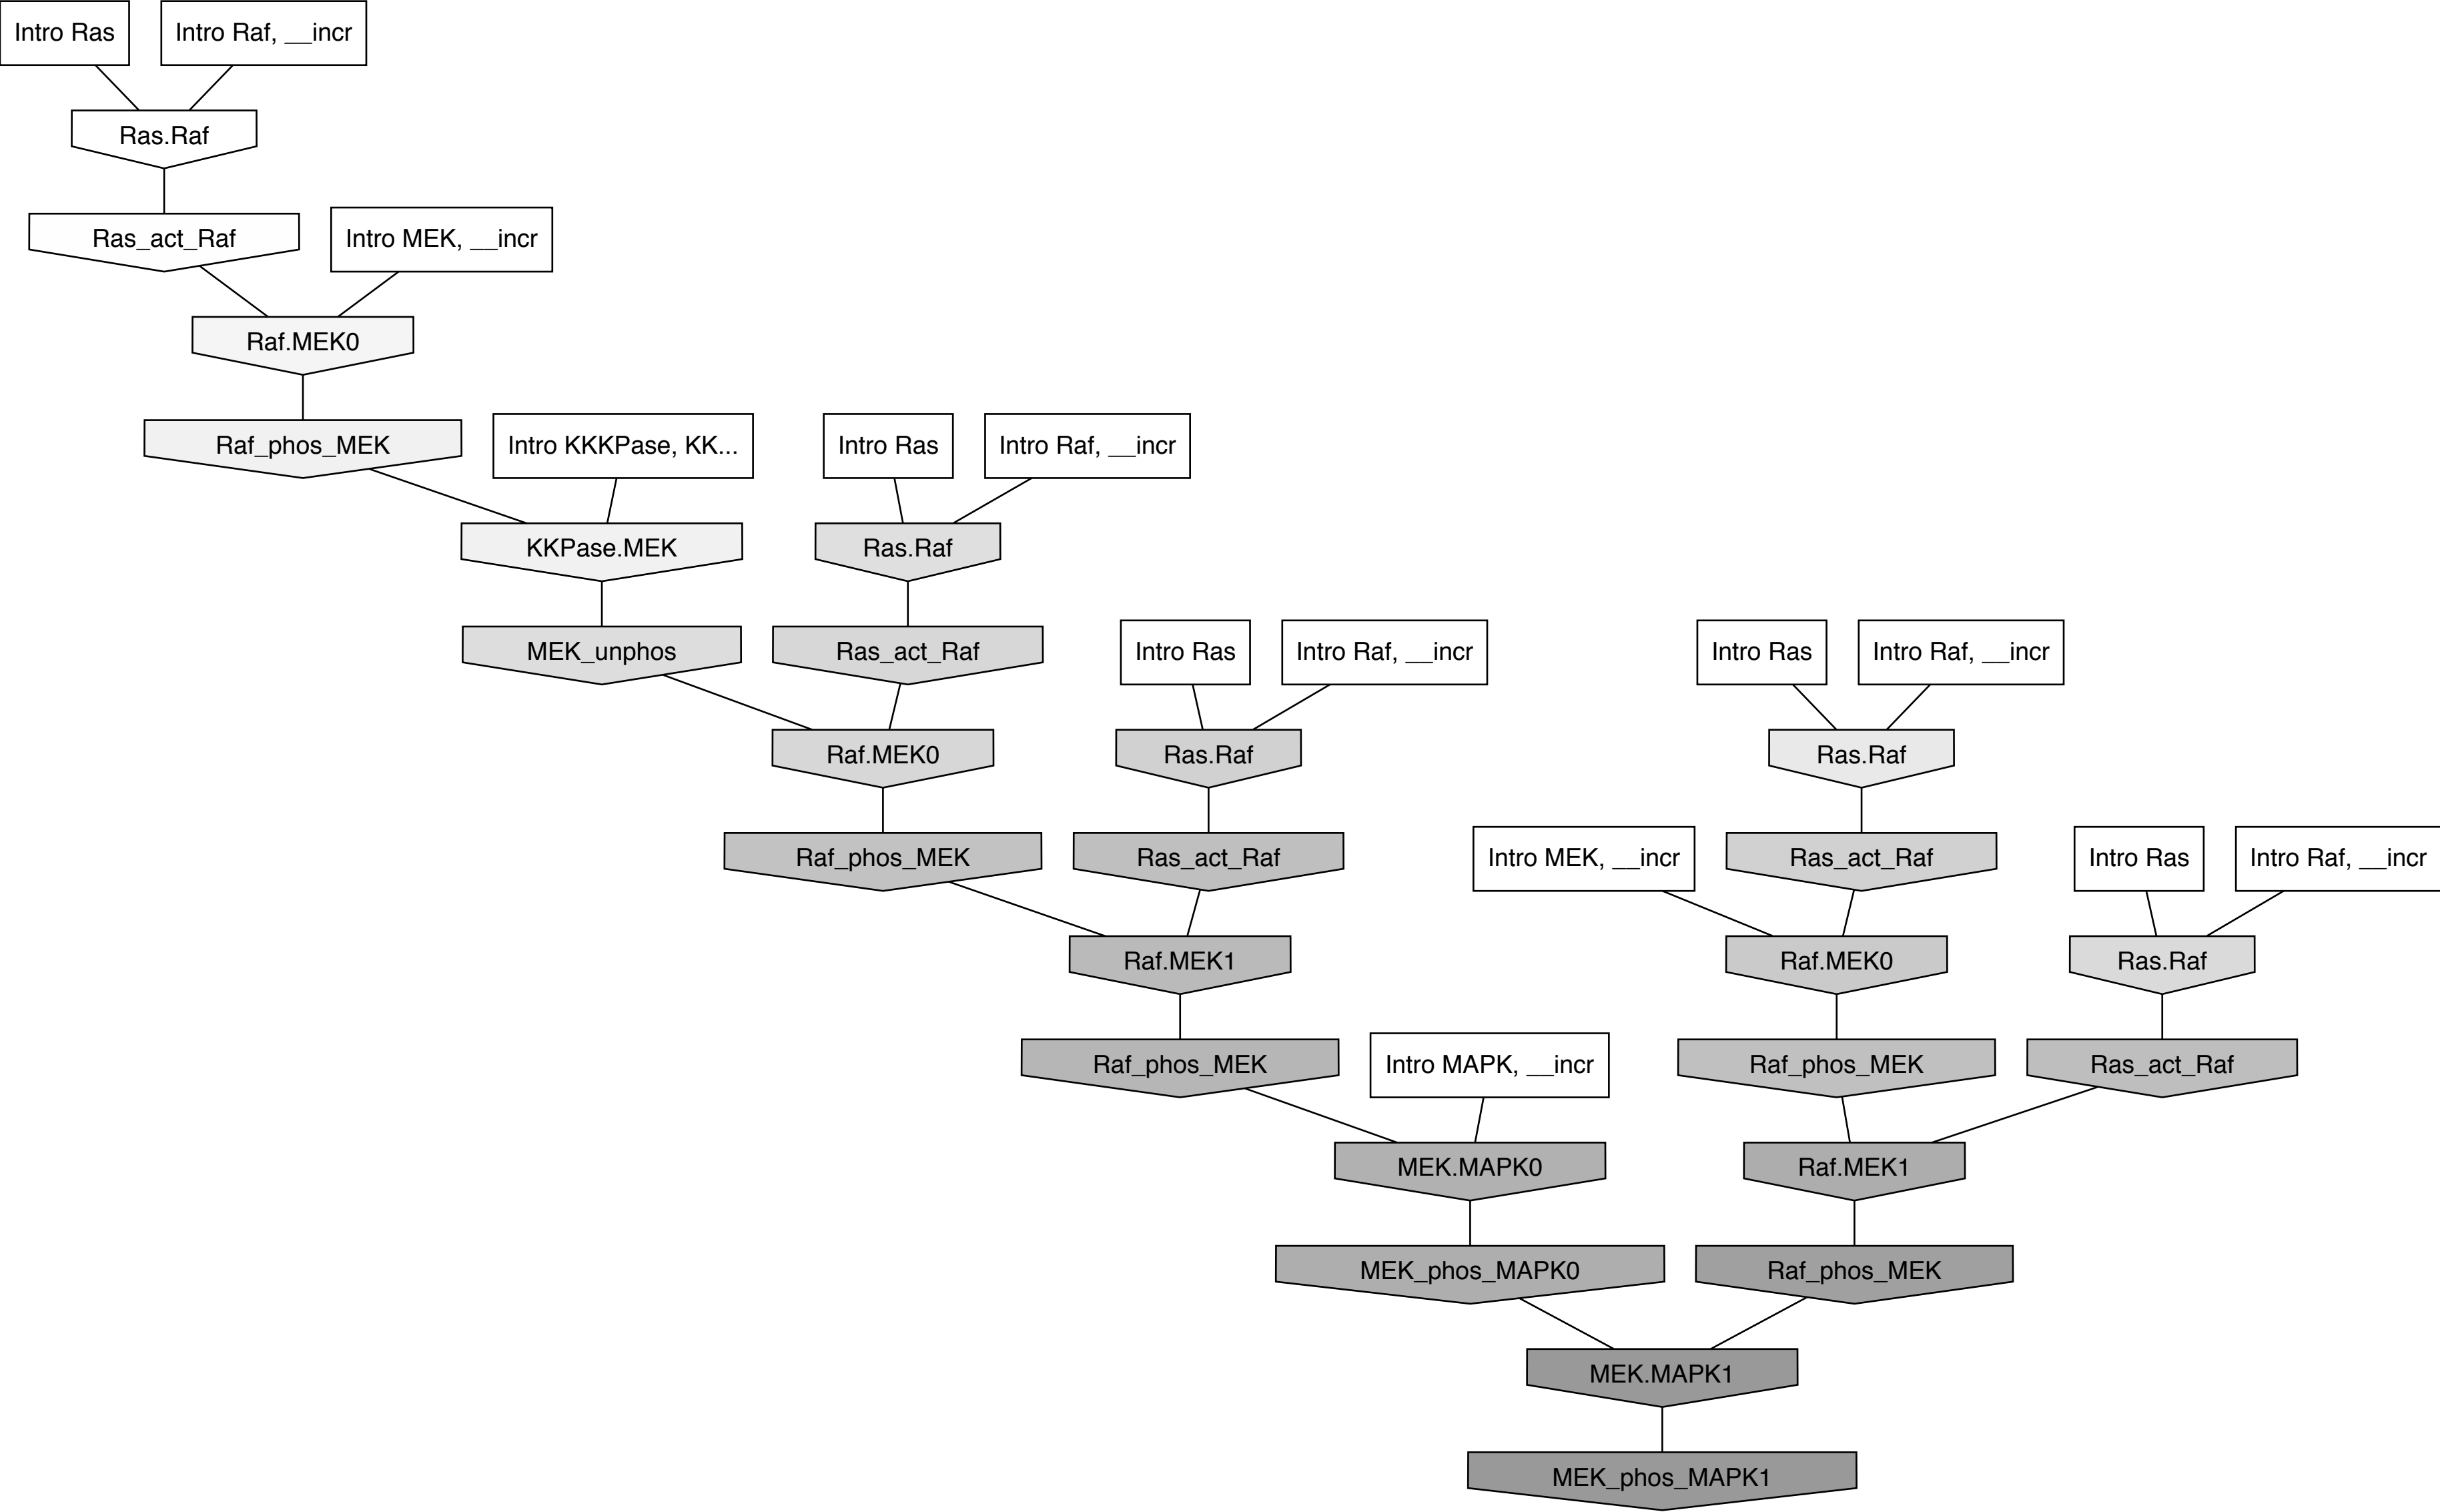 Intro Ras
Intro Raf, __incr
Ras.Raf
Ras_act_Raf
Intro MEK, __incr
Raf.MEK0
Raf_phos_MEK
Intro KKKPase, KK...
Intro Ras
Intro Raf, __incr
KKPase.MEK
Ras.Raf
MEK_unphos
Ras_act_Raf
Intro Ras
Intro Raf, __incr
Intro Ras
Intro Raf, __incr
Raf.MEK0
Ras.Raf
Ras.Raf
Raf_phos_MEK
Ras_act_Raf
Intro MEK, __incr
Ras_act_Raf
Intro Ras
Intro Raf, __incr
Raf.MEK1
Raf.MEK0
Ras.Raf
Raf_phos_MEK
Intro MAPK, __incr
Raf_phos_MEK
Ras_act_Raf
MEK.MAPK0
Raf.MEK1
MEK_phos_MAPK0
Raf_phos_MEK
MEK.MAPK1
MEK_phos_MAPK1